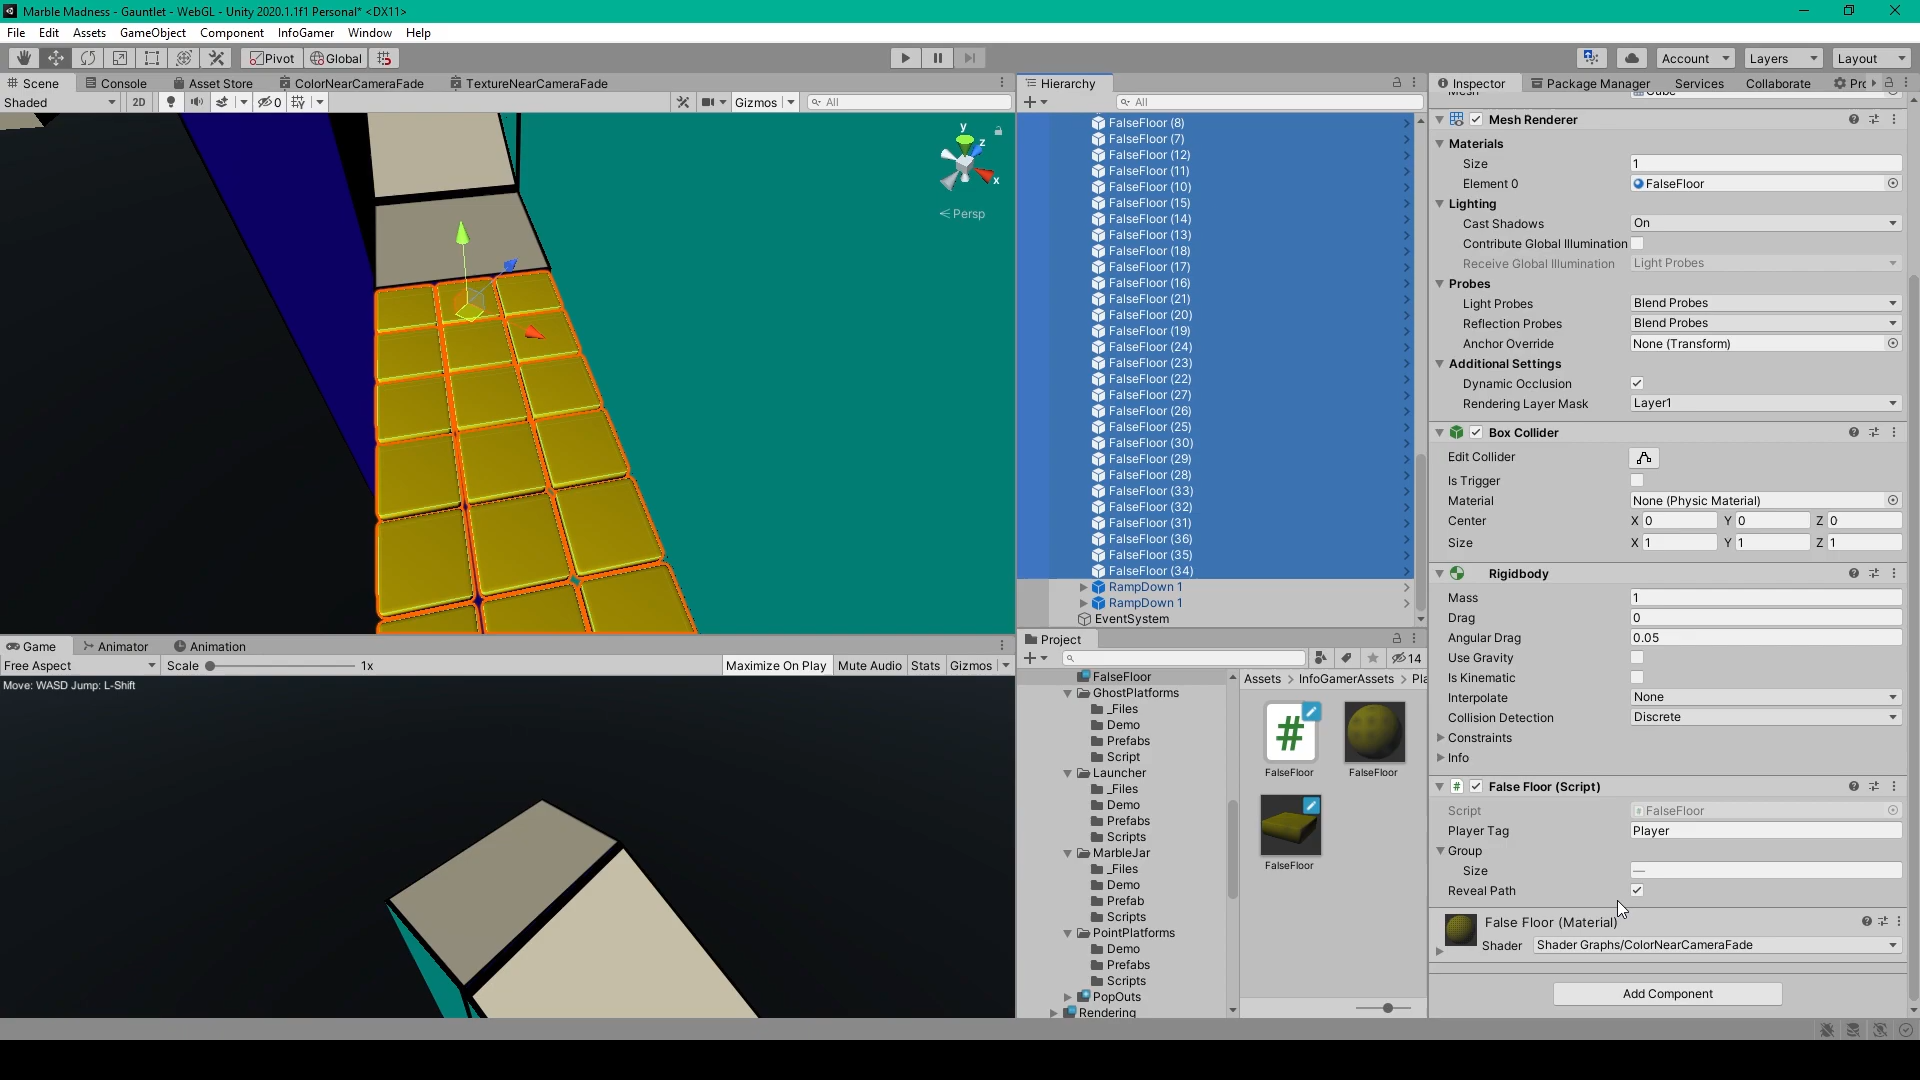 Marble Madness - Gauntlet - WebGL - Unity 2020.1.1f1 Personal* <DX11>
File Edit Assets GameObject Component InfoGamer Window Help
Pivot Global Account Layers Layout
Scene Console Asset Store ColorNearCameraFade TextureNearCameraFade
Shaded 2D 0 Gizmos All
y
z
x
Persp
Game Animator Animation
Free Aspect Scale 1x Maximize On Play Mute Audio Stats Gizmos
Move: WASD Jump: L-Shift
Hierarchy
All
FalseFloor (8)
FalseFloor (7)
FalseFloor (12)
FalseFloor (11)
FalseFloor (10)
FalseFloor (15)
FalseFloor (14)
FalseFloor (13)
FalseFloor (18)
FalseFloor (17)
FalseFloor (16)
FalseFloor (21)
FalseFloor (20)
FalseFloor (19)
FalseFloor (24)
FalseFloor (23)
FalseFloor (22)
FalseFloor (27)
FalseFloor (26)
FalseFloor (25)
FalseFloor (30)
FalseFloor (29)
FalseFloor (28)
FalseFloor (33)
FalseFloor (32)
FalseFloor (31)
FalseFloor (36)
FalseFloor (35)
FalseFloor (34)
RampDown 1
RampDown 1
EventSystem
Project
14
FalseFloor
GhostPlatforms
_Files
Demo
Prefabs
Script
Launcher
_Files
Demo
Prefabs
Scripts
MarbleJar
_Files
Demo
Prefab
Scripts
PointPlatforms
Demo
Prefabs
Scripts
PopOuts
Rendering
Assets > InfoGamerAssets > Pla
#
FalseFloor FalseFloor
FalseFloor
Inspector Package Manager Services Collaborate Prc
Mesh Cube
Mesh Renderer
Materials
Size 1
Element 0 FalseFloor
Lighting
Cast Shadows On
Contribute Global Illumination
Receive Global Illumination Light Probes
Probes
Light Probes Blend Probes
Reflection Probes Blend Probes
Anchor Override None (Transform)
Additional Settings
Dynamic Occlusion
Rendering Layer Mask Layer1
Box Collider
Edit Collider
Is Trigger
Material None (Physic Material)
Center X 0 Y 0 Z 0
Size X 1 Y 1 Z 1
Rigidbody
Mass 1
Drag 0
Angular Drag 0.05
Use Gravity
Is Kinematic
Interpolate None
Collision Detection Discrete
Constraints
Info
# False Floor (Script)
Script FalseFloor
Player Tag Player
Group
Size —
Reveal Path
False Floor (Material)
Shader Shader Graphs/ColorNearCameraFade
Add Component